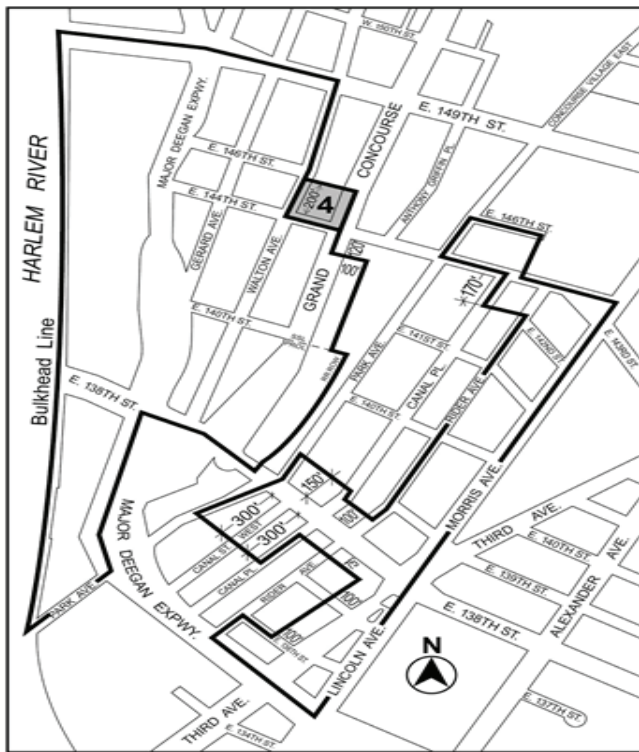 W. 150TH ST.
CONCOURSE VILLAGE EAST
MAJOR DEEGAN EXPWY.
CONCOURSE
E. 149TH ST.
HARLEM RIVER
Bulkhead Line
E. 146TH ST.
ANTHONY GRIFFIN PL.
E. 144TH ST.
200'
4
E. 146TH ST.
GERARD AVE.
WALTON AVE.
GRAND
20'
100'
170'
E. 140TH ST.
PARK AVE.
E. 141ST ST.
CANAL PL.
RIDER AVE.
E. 142ND ST.
E. 143RD ST.
E. 138TH ST.
E. 140TH ST.
150'
100'
MORRIS AVE.
300'
WEST
300'
CANAL ST.
CANAL PL.
RIDER AVE
100'
100'
MAJOR DEEGAN EXPWY.
PARK AVE.
THIRD AVE.
E. 140TH ST.
E. 139TH ST.
E. 138TH ST.
ALEXANDER AVE.
LINCOLN AVE.
N
E. 137TH ST.
THIRD AVE.
E. 134TH ST.